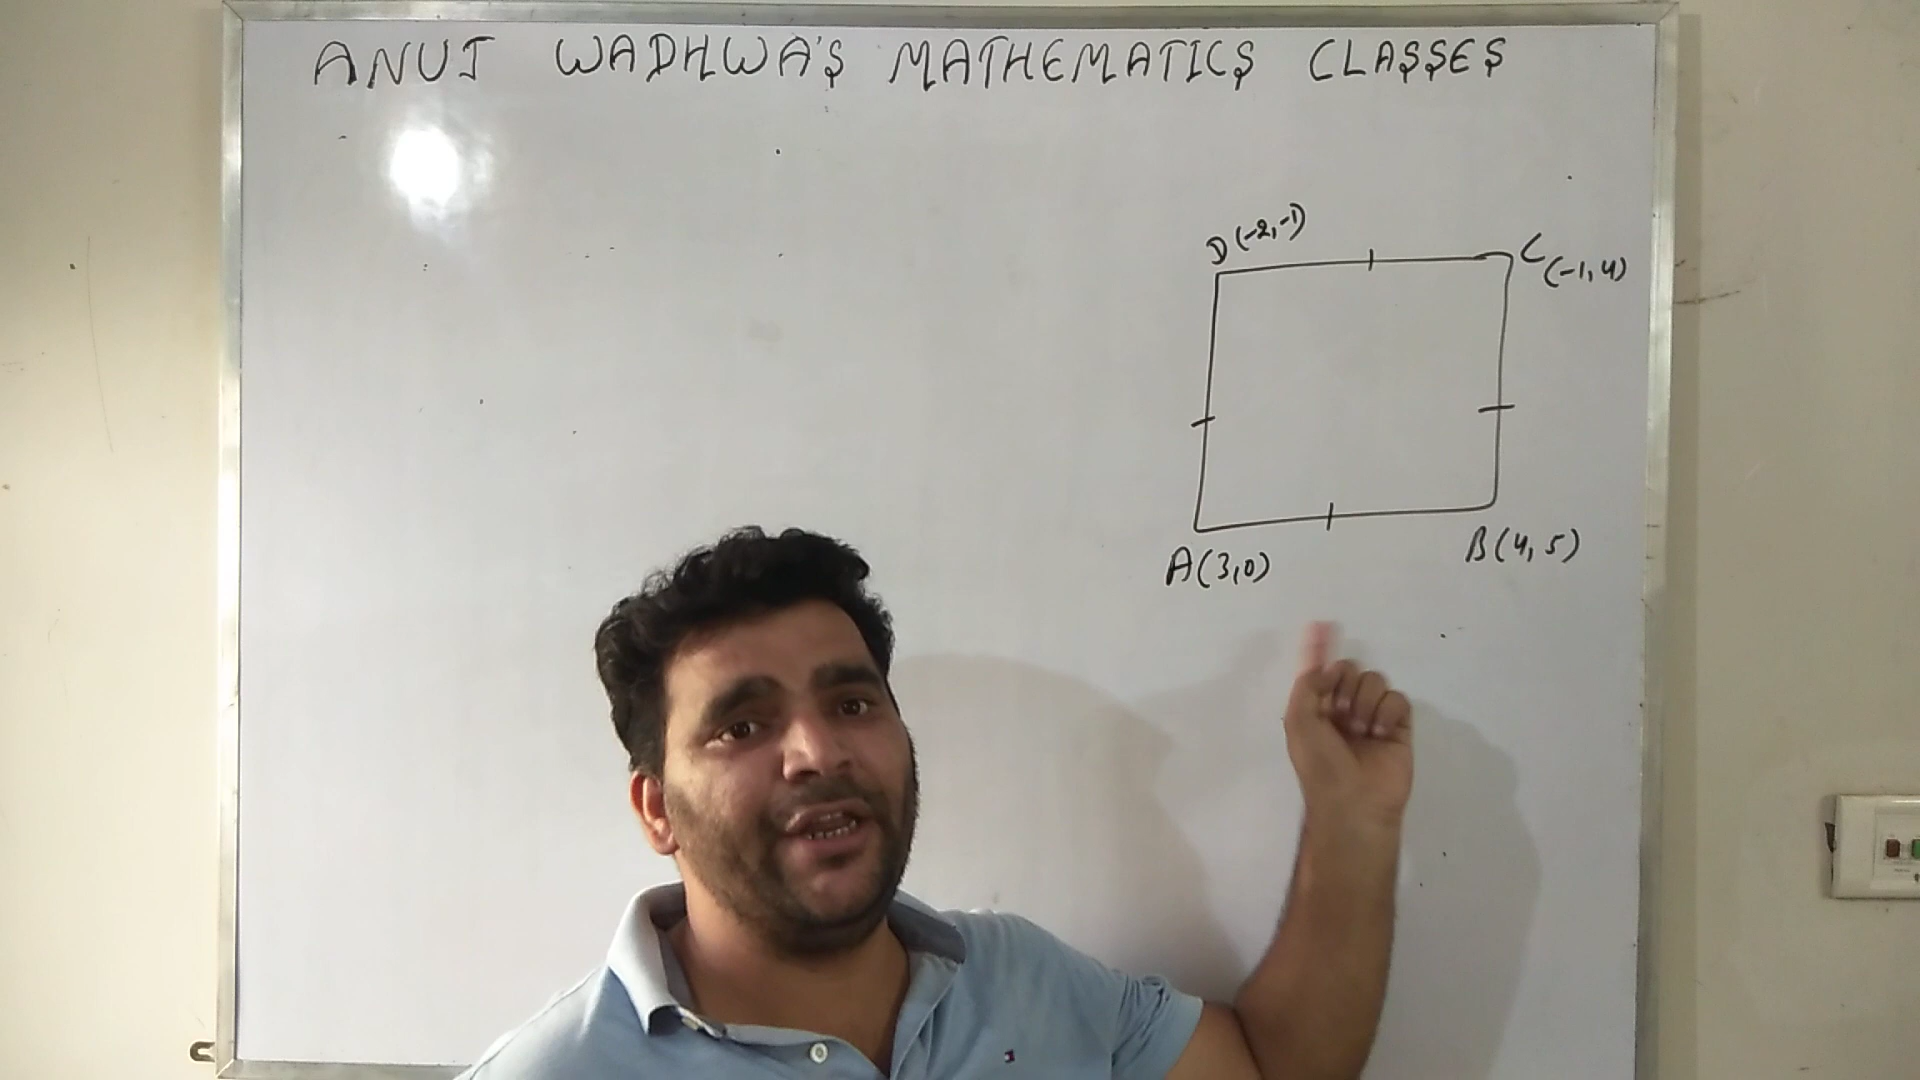 ANUJ WADHWA'S MATHEMATICS CLASSES
D (-2,-1)
C (-1,4)
A(3,0)
B(4,5)